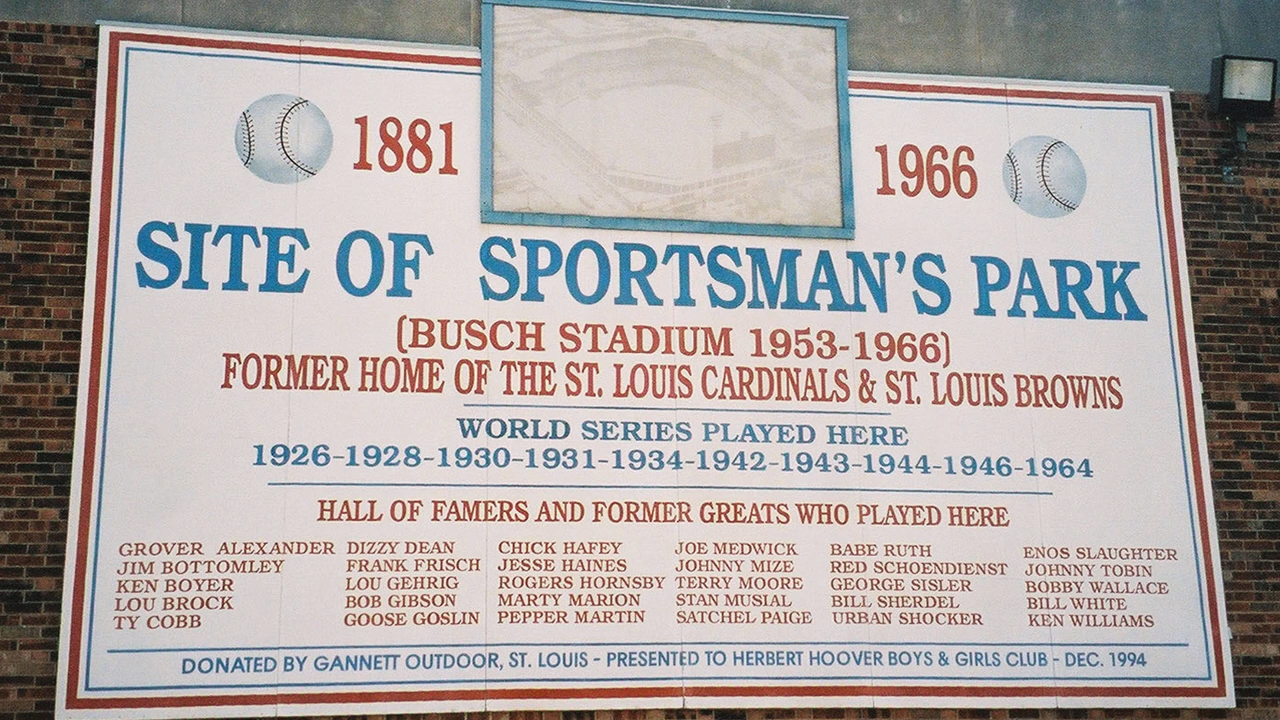 1881 1966
SITE OF SPORTSMAN'S PARK
(BUSCH STADIUM 1953-1966)
FORMER HOME OF THE ST. LOUIS CARDINALS & ST. LOUIS BROWNS
WORLD SERIES PLAYED HERE
1926-1928-1930-1931-1934-1942-1943-1944-1946-1964
HALL OF FAMERS AND FORMER GREATS WHO PLAYED HERE
GROVER ALEXANDER DIZZY DEAN CHICK HAFEY JOE MEDWICK BABE RUTH ENOS SLAUGHTER
JIM BOTTOMLEY FRANK FRISCH JESSE HAINES JOHNNY MIZE RED SCHOENDIENST JOHNNY TOBIN
KEN BOYER LOU GEHRIG ROGERS HORNSBY TERRY MOORE GEORGE SISLER BOBBY WALLACE
LOU BROCK BOB GIBSON MARTY MARION STAN MUSIAL BILL SHERDEL BILL WHITE
TY COBB GOOSE GOSLIN PEPPER MARTIN SATCHEL PAIGE URBAN SHOCKER KEN WILLIAMS
DONATED BY GANNETT OUTDOOR, ST. LOUIS - PRESENTED TO HERBERT HOOVER BOYS & GIRLS CLUB - DEC. 1994